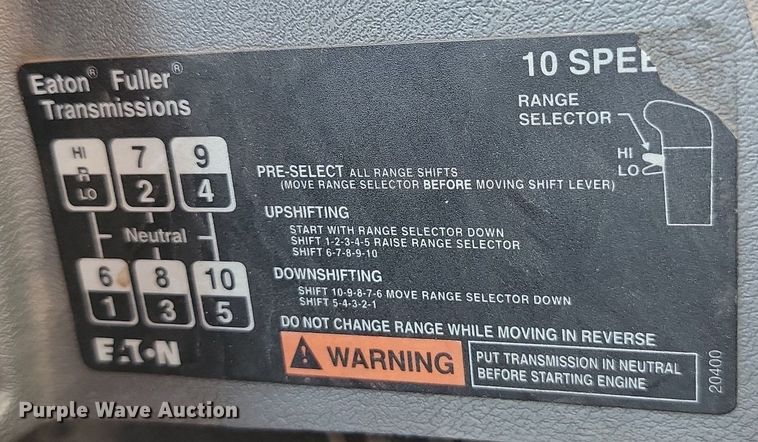 Eaton® Fuller®
Transmissions
10 SPEE
RANGE
SELECTOR
HI
LO
HI R LO
7 2
9 4
Neutral
6 1
8 3
10 5
PRE-SELECT ALL RANGE SHIFTS
(MOVE RANGE SELECTOR BEFORE MOVING SHIFT LEVER)
UPSHIFTING
START WITH RANGE SELECTOR DOWN
SHIFT 1-2-3-4-5 RAISE RANGE SELECTOR
SHIFT 6-7-8-9-10
DOWNSHIFTING
SHIFT 10-9-8-7-6 MOVE RANGE SELECTOR DOWN
SHIFT 5-4-3-2-1
DO NOT CHANGE RANGE WHILE MOVING IN REVERSE
WARNING
PUT TRANSMISSION IN NEUTRAL
BEFORE STARTING ENGINE
20400
EATON
Purple Wave Auction